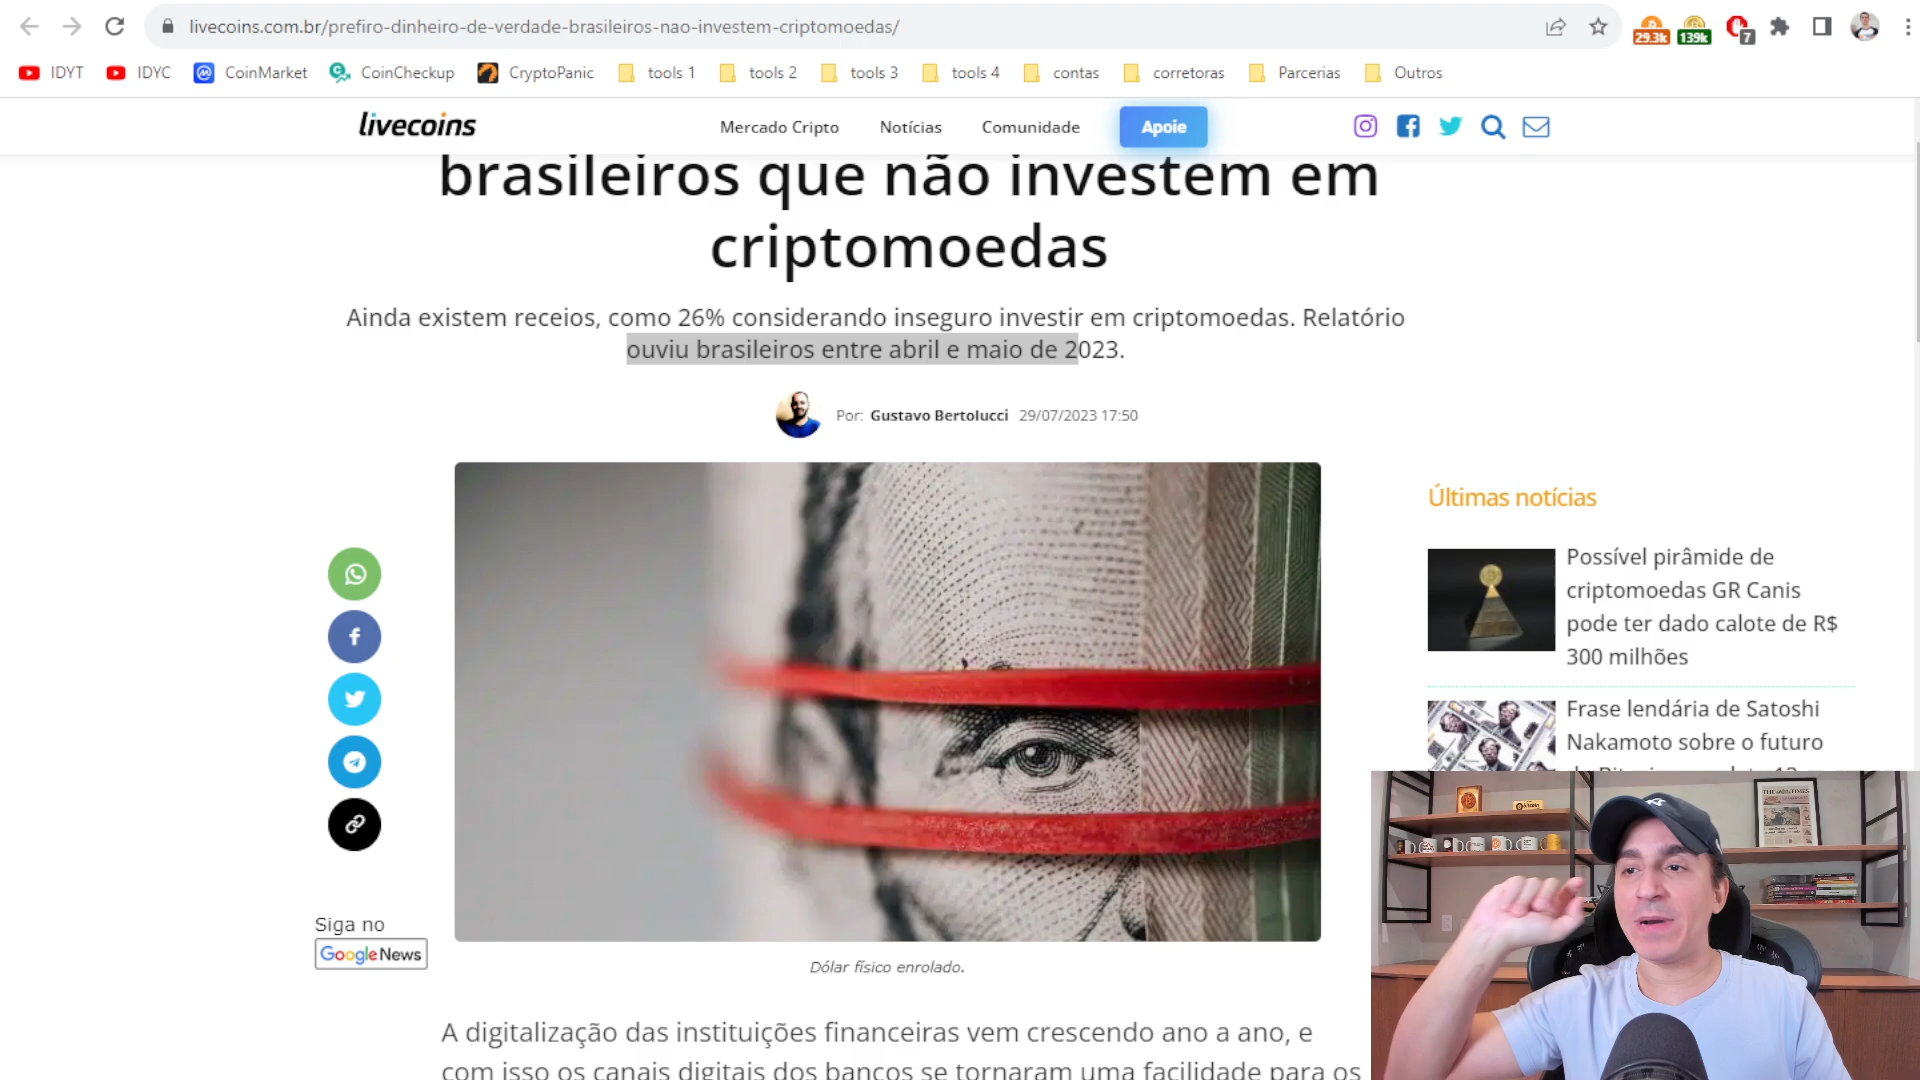 livecoins.com.br/prefiro-dinheiro-de-verdade-brasileiros-nao-investem-criptomoedas/
29.3k
139k
7
IDYT
IDYC
CoinMarket
CoinCheckup
CryptoPanic
tools 1
tools 2
tools 3
tools 4
contas
corretoras
Parcerias
Outros
livecoins
Mercado Cripto
Notícias
Comunidade
Apoie
brasileiros que não investem em
criptomoedas
Ainda existem receios, como 26% considerando inseguro investir em criptomoedas. Relatório
ouviu brasileiros entre abril e maio de 2023.
Por: Gustavo Bertolucci 29/07/2023 17:50
Siga no
Google News
Dólar físico enrolado.
A digitalização das instituições financeiras vem crescendo ano a ano, e
com isso os canais digitais dos bancos se tornaram uma facilidade para os
Últimas notícias
Possível pirâmide de
criptomoedas GR Canis
pode ter dado calote de R$
300 milhões
Frase lendária de Satoshi
Nakamoto sobre o futuro